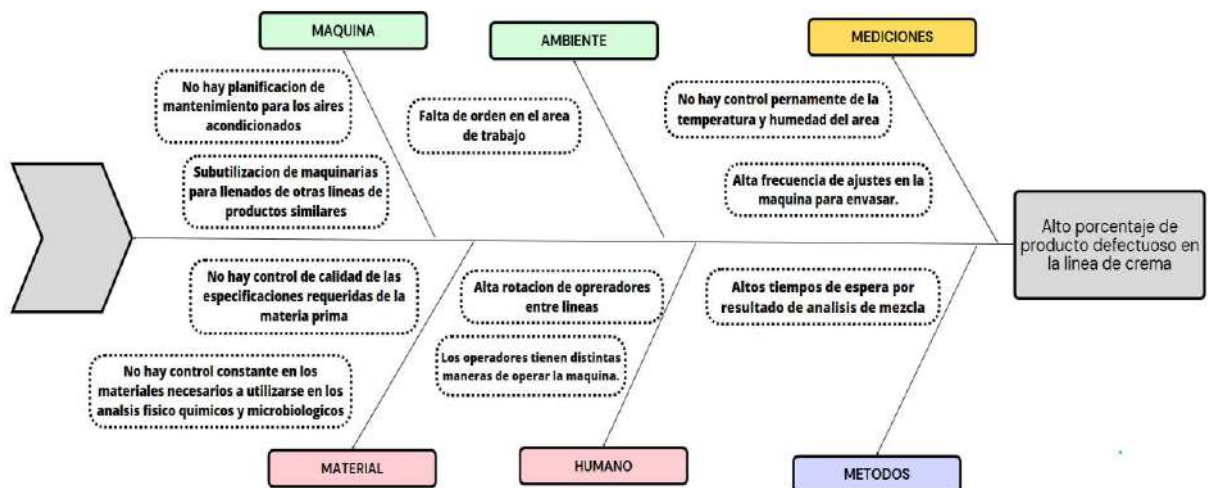 MAQUINA
AMBIENTE
MEDICIONES
No hay planificacion de
mantenimiento para los aires
acondicionados
Falta de orden en el area
de trabajo
No hay control pernamente de la
temperatura y humedad del area
Subutilizacion de maquinarias
para llenados de otras lineas de
productos similares
Alta frecuencia de ajustes en la
maquina para envasar.
Alto porcentaje de
producto defectuoso en
la linea de crema
No hay control de calidad de las
especificaciones requeridas de la
materia prima
Alta rotacion de opreradores
entre lineas
Altos tiempos de espera por
resultado de analisis de mezcla
No hay control constante en los
materiales necesarios a utilizarse en los
analsis fisico quimicos y microbiologicos
Los operadores tienen distintas
maneras de operar la maquina.
MATERIAL
HUMANO
METODOS